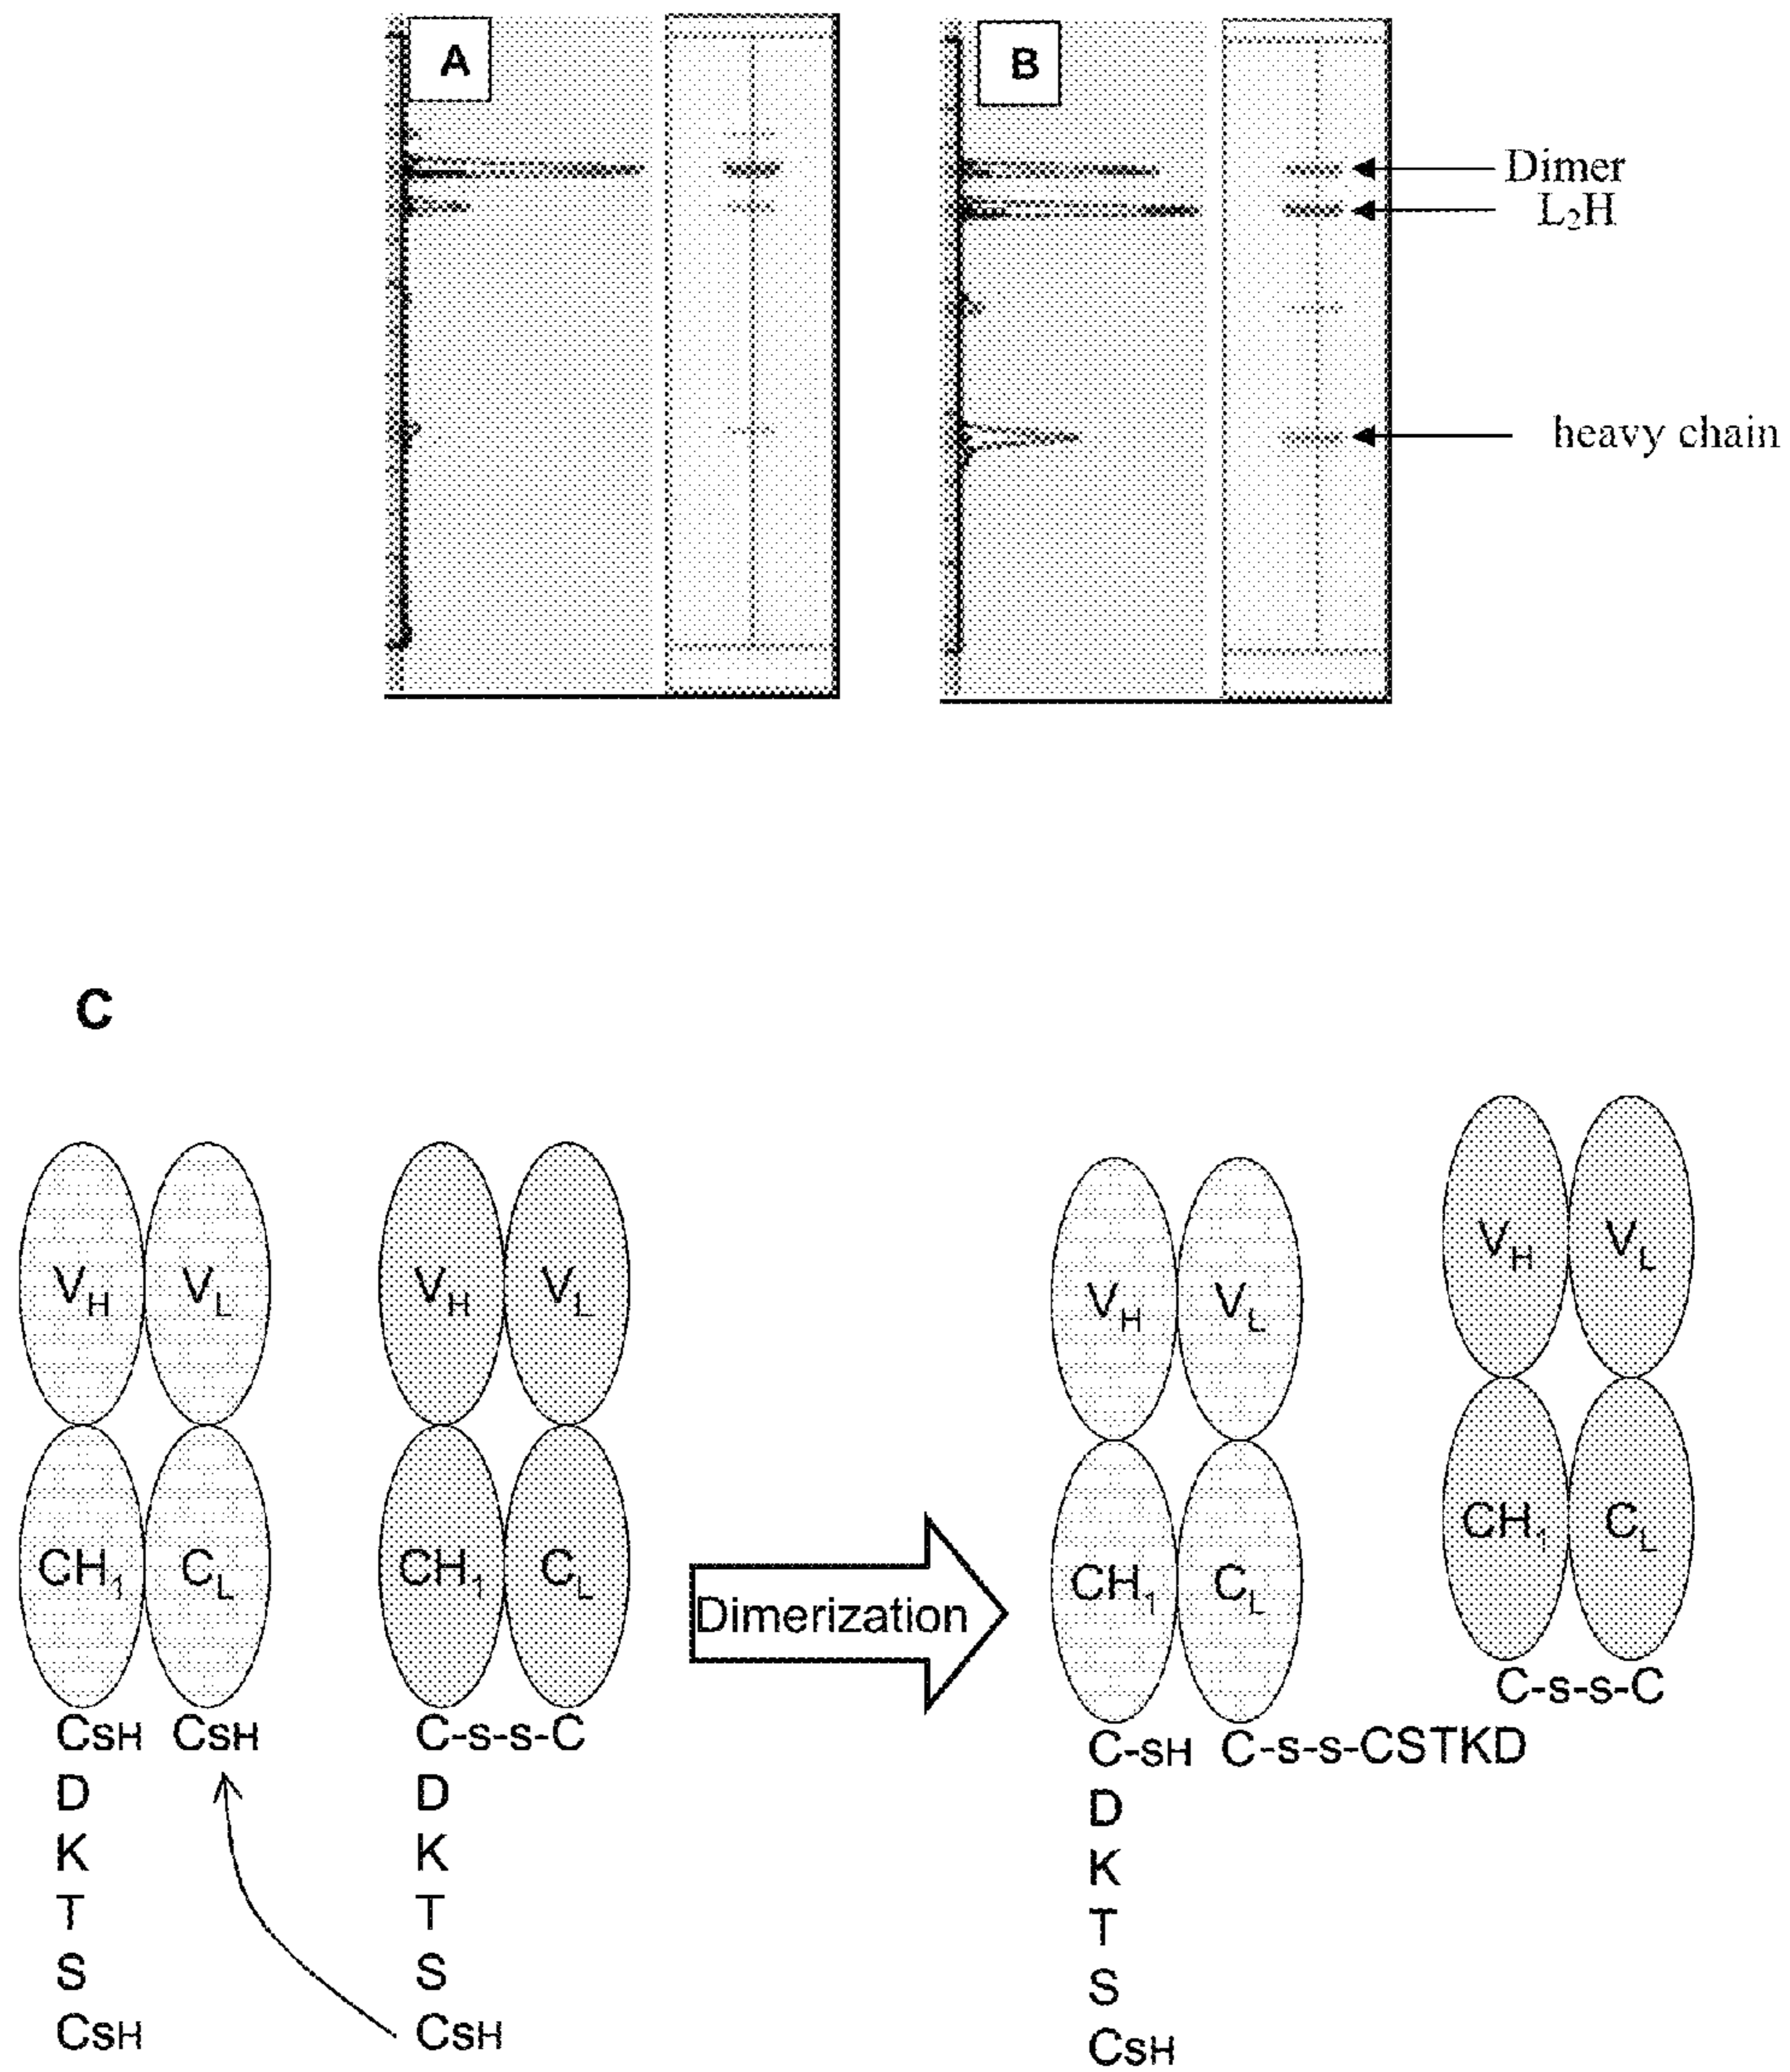 A
B
Dimer
L₂H
heavy chain
C
V_H V_L V_H V_L V_H V_L V_H V_L
CH₁ C_L CH₁ C_L CH₁ C_L CH₁ C_L
Dimerization
CsH CsH C-s-s-C C-sH C-s-s-CSTKD C-s-s-C
D D D
K K K
T T T
S S S
CsH CsH CsH